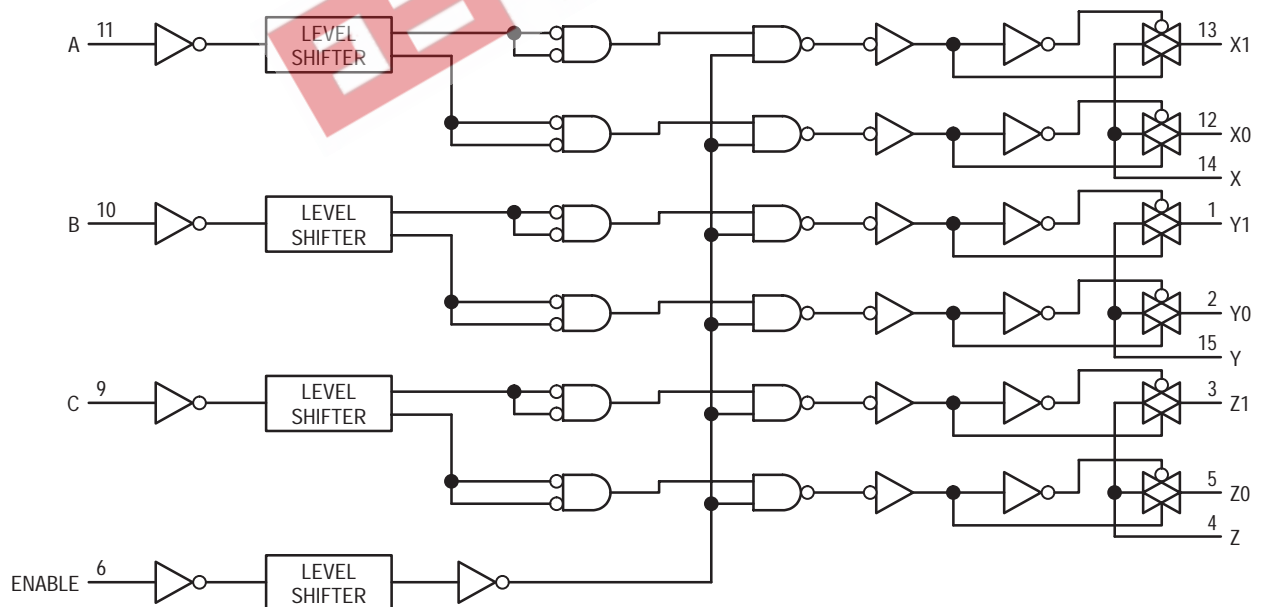 A 11 LEVEL SHIFTER 13 X1
12 X0
14 X
B 10 LEVEL SHIFTER 1 Y1
2 Y0
15 Y
C 9 LEVEL SHIFTER 3 Z1
5 Z0
4 Z
ENABLE 6 LEVEL SHIFTER